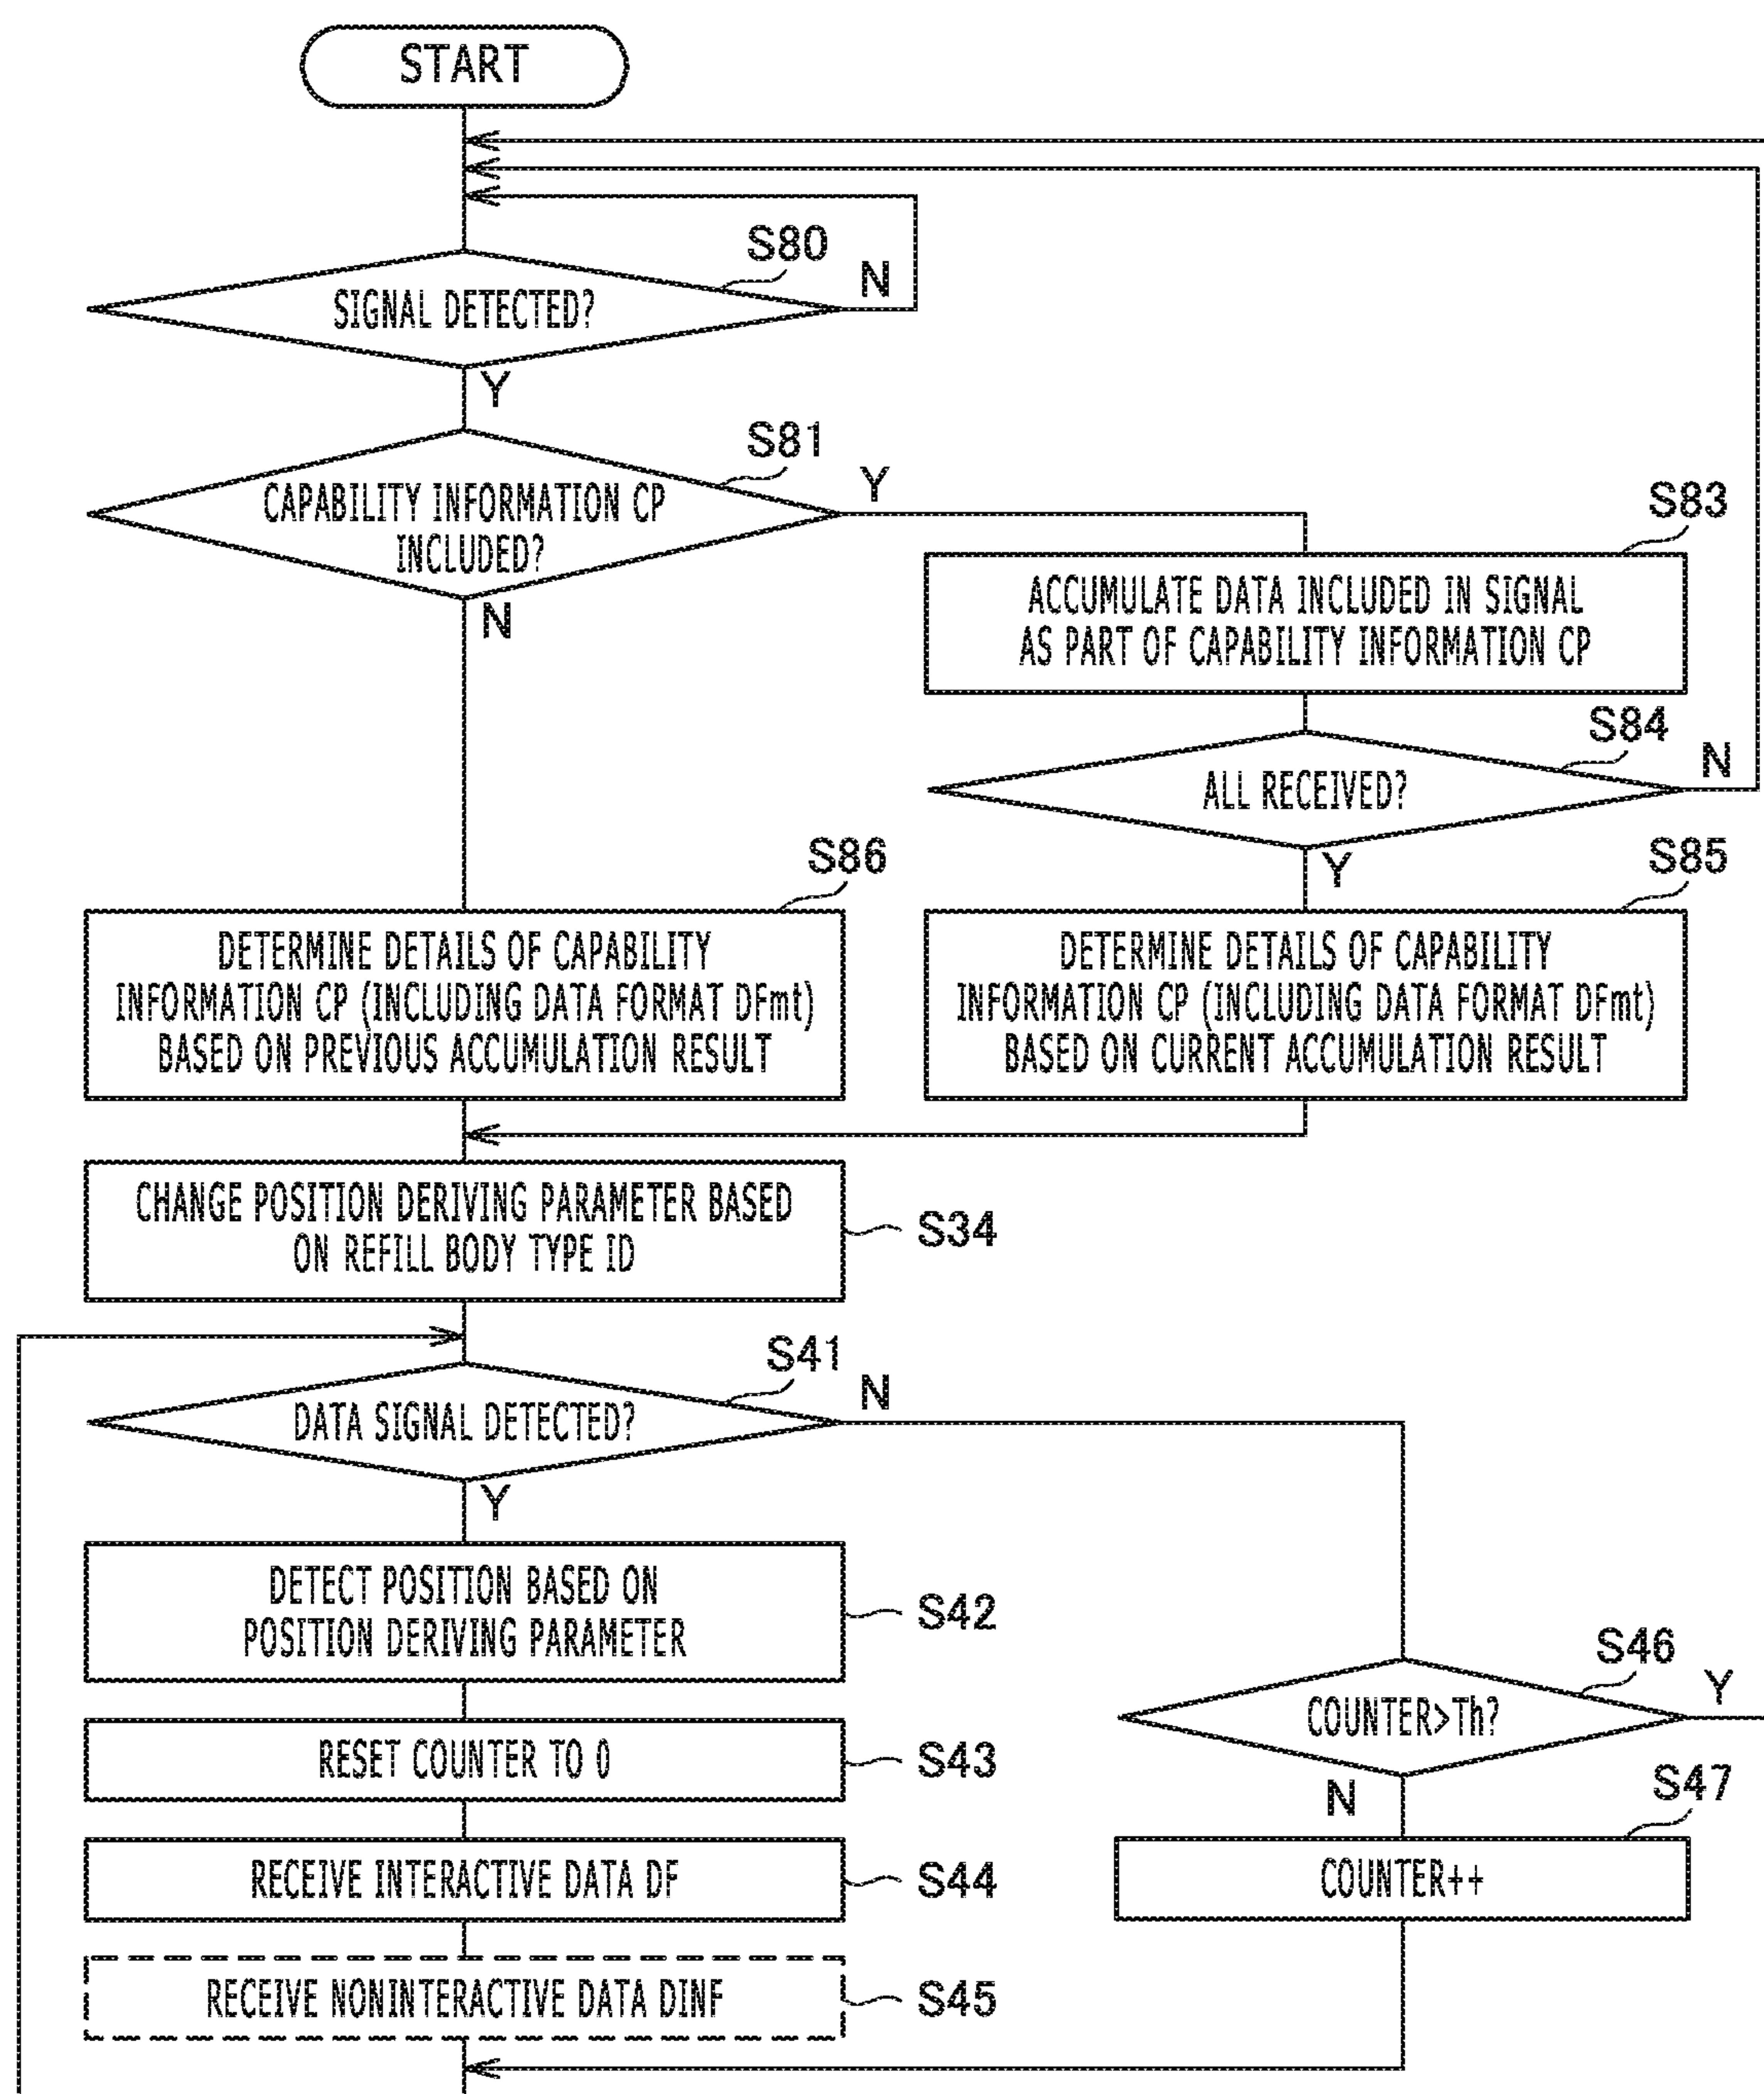 START
S80
SIGNAL DETECTED?
N
Y
S81
CAPABILITY INFORMATION CP
INCLUDED?
Y
N
S83
ACCUMULATE DATA INCLUDED IN SIGNAL
AS PART OF CAPABILITY INFORMATION CP
S84
ALL RECEIVED?
N
Y
S86
DETERMINE DETAILS OF CAPABILITY
INFORMATION CP (INCLUDING DATA FORMAT DFmt)
BASED ON PREVIOUS ACCUMULATION RESULT
S85
DETERMINE DETAILS OF CAPABILITY
INFORMATION CP (INCLUDING DATA FORMAT DFmt)
BASED ON CURRENT ACCUMULATION RESULT
CHANGE POSITION DERIVING PARAMETER BASED
ON REFILL BODY TYPE ID
S34
S41
DATA SIGNAL DETECTED?
N
Y
DETECT POSITION BASED ON
POSITION DERIVING PARAMETER
S42
RESET COUNTER TO 0
S43
RECEIVE INTERACTIVE DATA DF
S44
RECEIVE NONINTERACTIVE DATA DINF
S45
S46
COUNTER>Th?
Y
N
S47
COUNTER++